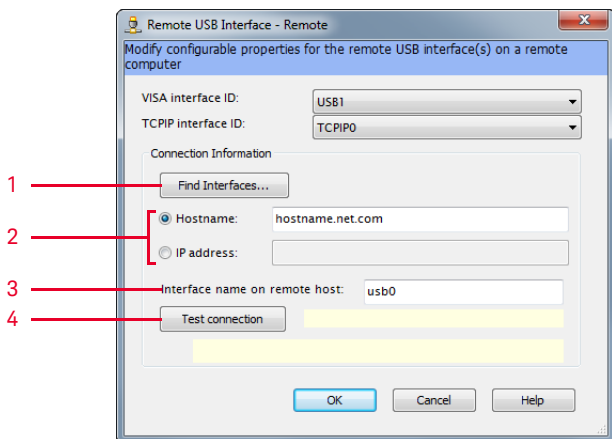 Remote USB Interface - Remote
Modify configurable properties for the remote USB interface(s) on a remote
computer
VISA interface ID: USB1
TCPIP interface ID: TCPIP0
Connection Information
1 Find Interfaces...
2 Hostname: hostname.net.com
IP address:
3 Interface name on remote host: usb0
4 Test connection
OK Cancel Help